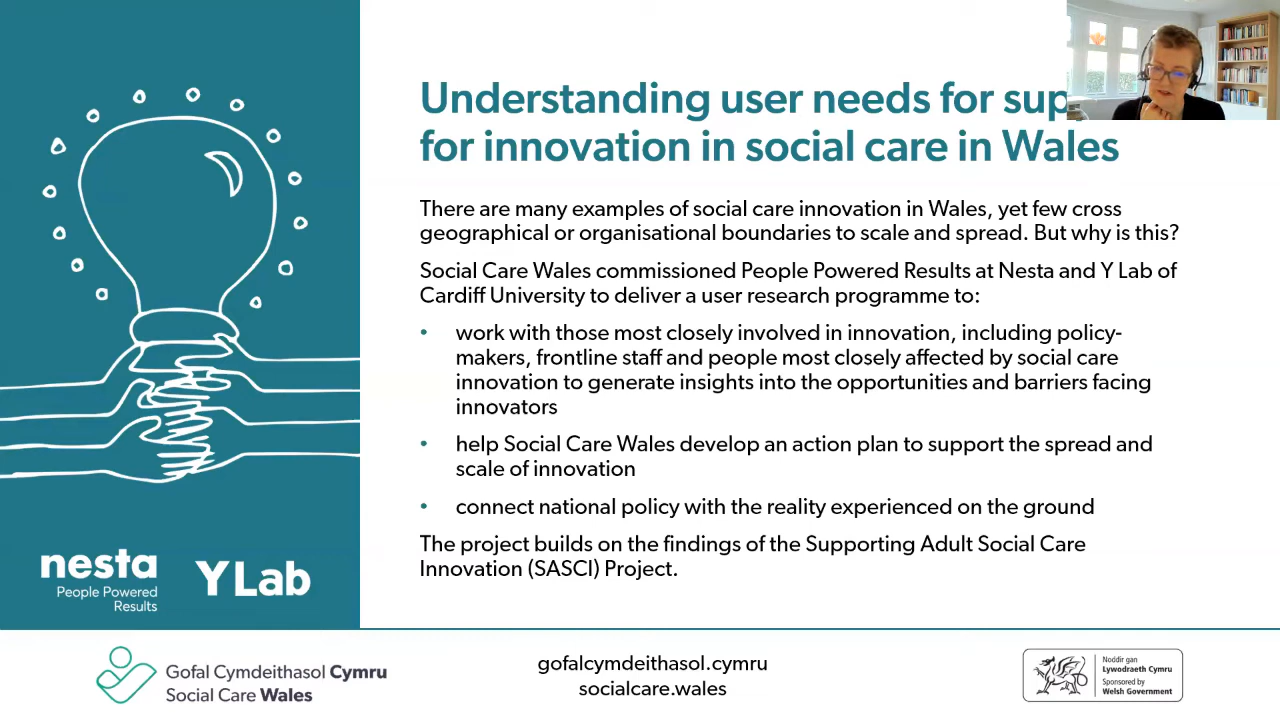 Understanding user needs for sup
for innovation in social care in Wales
There are many examples of social care innovation in Wales, yet few cross
geographical or organisational boundaries to scale and spread. But why is this?
Social Care Wales commissioned People Powered Results at Nesta and Y Lab of
Cardiff University to deliver a user research programme to:
• work with those most closely involved in innovation, including policy-
makers, frontline staff and people most closely affected by social care
innovation to generate insights into the opportunities and barriers facing
innovators
• help Social Care Wales develop an action plan to support the spread and
scale of innovation
• connect national policy with the reality experienced on the ground
The project builds on the findings of the Supporting Adult Social Care
Innovation (SASCI) Project.
nesta
People Powered
Results
Y Lab
Gofal Cymdeithasol Cymru
Social Care Wales
gofalcymdeithasol.cymru
socialcare.wales
Noddir gan
Lywodraeth Cymru
Sponsored by
Welsh Government